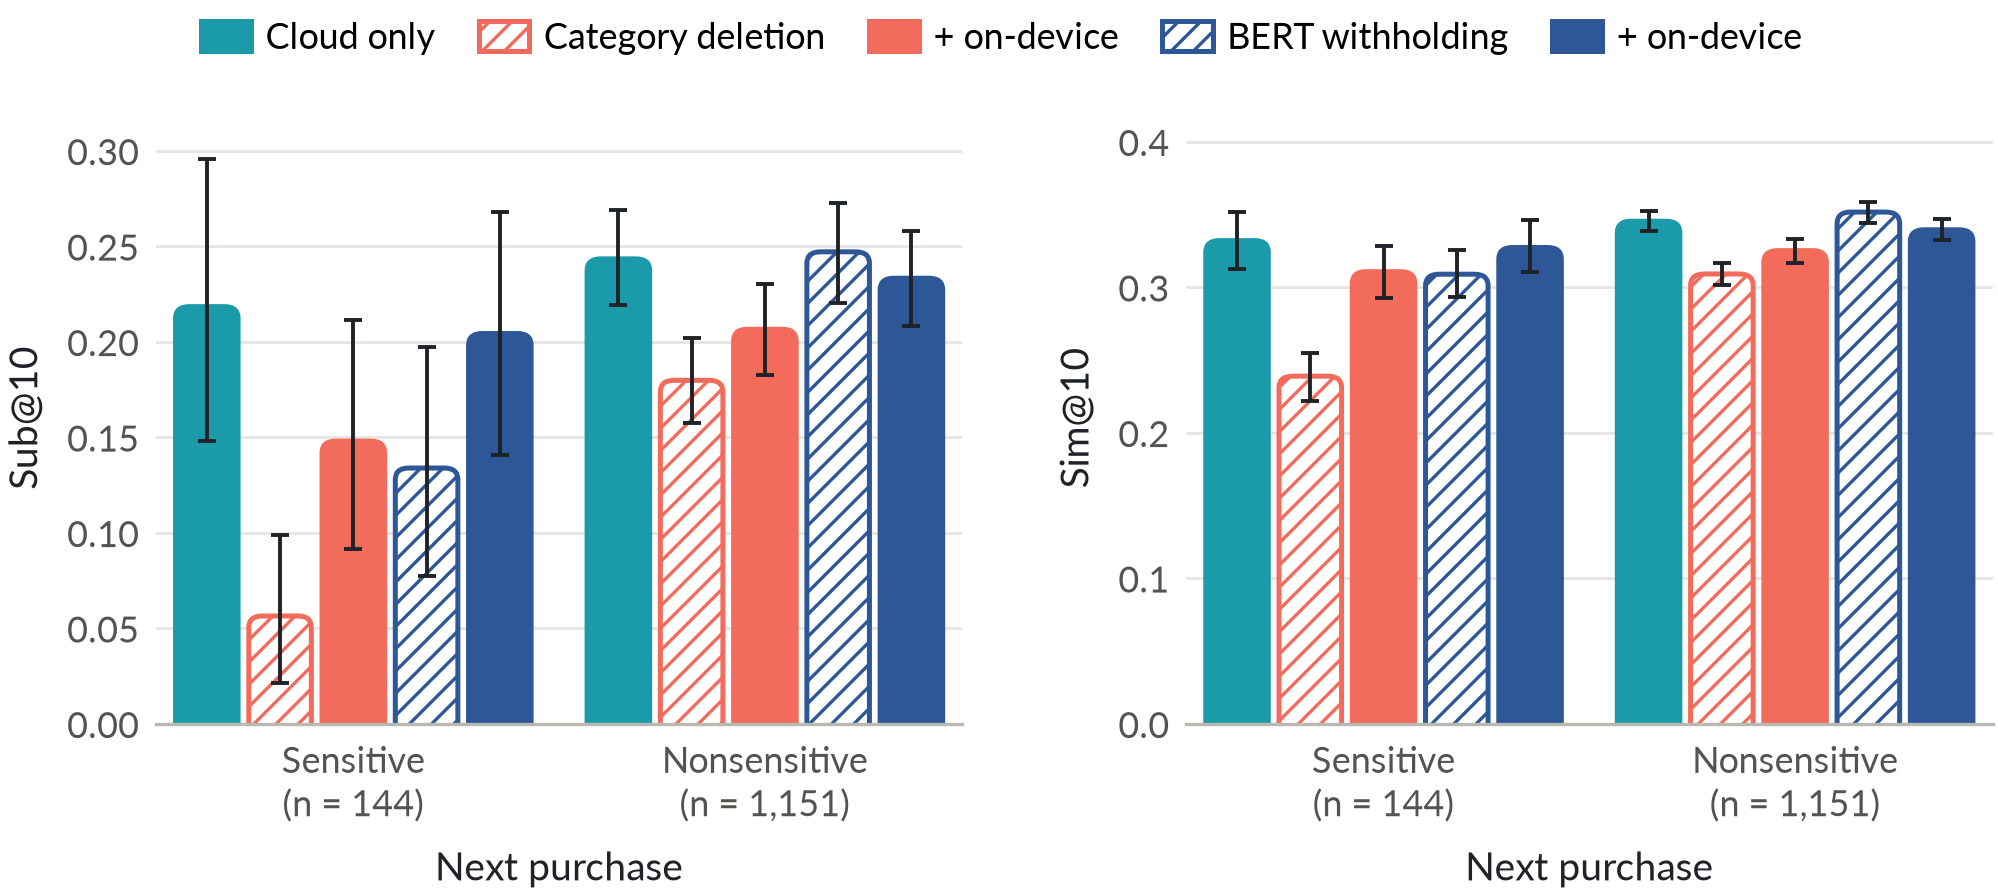 Cloud only Category deletion + on-device BERT withholding + on-device
Sub@10
0.30
0.25
0.20
0.15
0.10
0.05
0.00
Sensitive
(n = 144)
Nonsensitive
(n = 1,151)
Next purchase
Sim@10
0.4
0.3
0.2
0.1
0.0
Sensitive
(n = 144)
Nonsensitive
(n = 1,151)
Next purchase